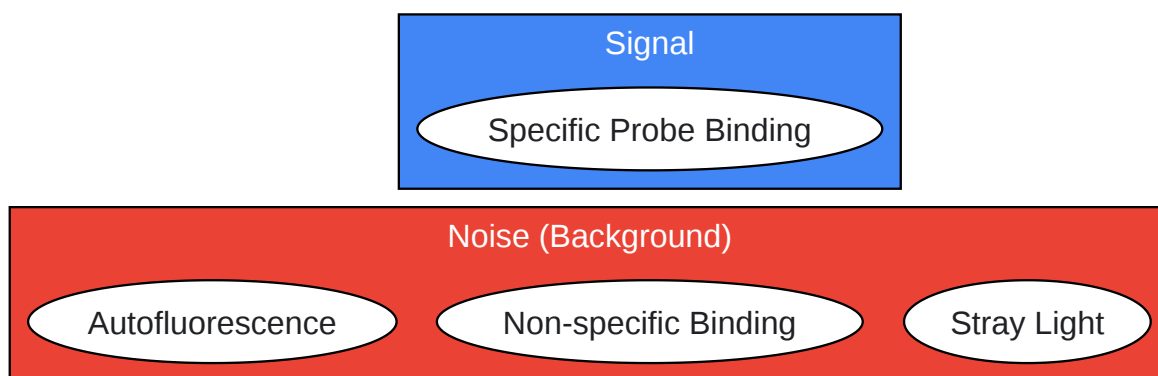 Signal
Specific Probe Binding
Noise (Background)
Autofluorescence
Non-specific Binding
Stray Light